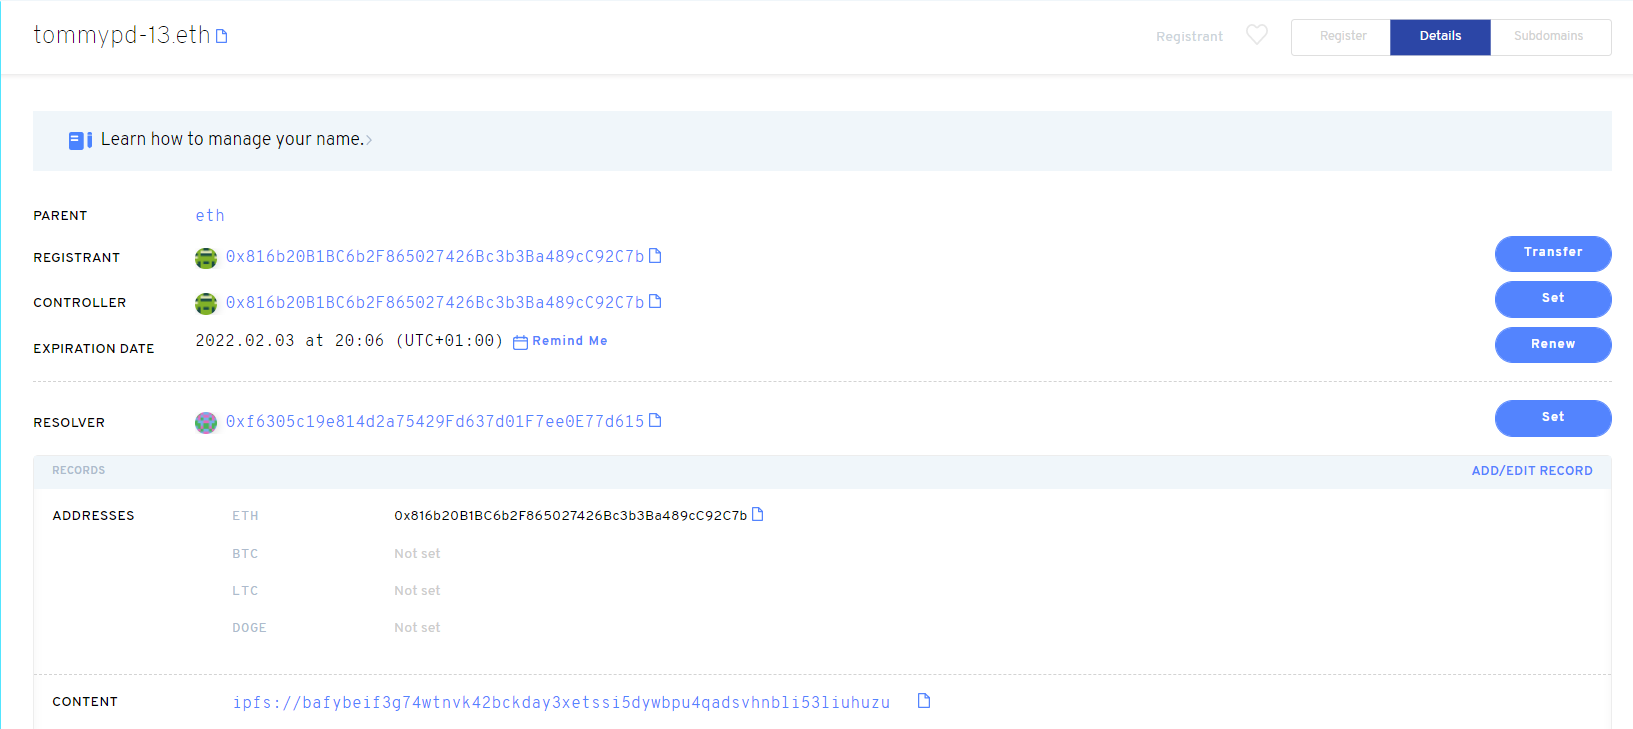 tommypd-13.eth
Registrant
Register
Details
Subdomains
Learn how to manage your name.
PARENT
eth
REGISTRANT
0x816b20B1BC6b2F865027426Bc3b3Ba489cC92C7b
Transfer
CONTROLLER
0x816b20B1BC6b2F865027426Bc3b3Ba489cC92C7b
Set
EXPIRATION DATE
2022.02.03 at 20:06 (UTC+01:00)
Remind Me
Renew
RESOLVER
0xf6305c19e814d2a75429Fd637d01F7ee0E77d615
Set
RECORDS
ADD/EDIT RECORD
ADDRESSES
ETH
0x816b20B1BC6b2F865027426Bc3b3Ba489cC92C7b
BTC
Not set
LTC
Not set
DOGE
Not set
CONTENT
ipfs://bafybeif3g74wtnvk42bckday3xetssi5dywbpu4qadsvhnbli53liuhuzu